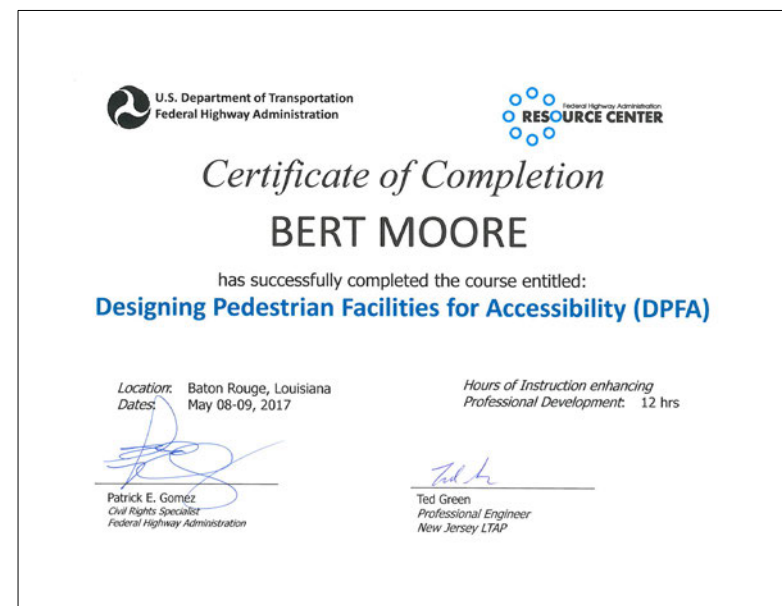 U.S. Department of Transportation
Federal Highway Administration
Federal Highway Administration
RESOURCE CENTER
Certificate of Completion
BERT MOORE
has successfully completed the course entitled:
Designing Pedestrian Facilities for Accessibility (DPFA)
Location: Baton Rouge, Louisiana
Dates: May 08-09, 2017
Hours of Instruction enhancing
Professional Development: 12 hrs
Patrick E. Gomez
Civil Rights Specialist
Federal Highway Administration
Ted Green
Professional Engineer
New Jersey LTAP